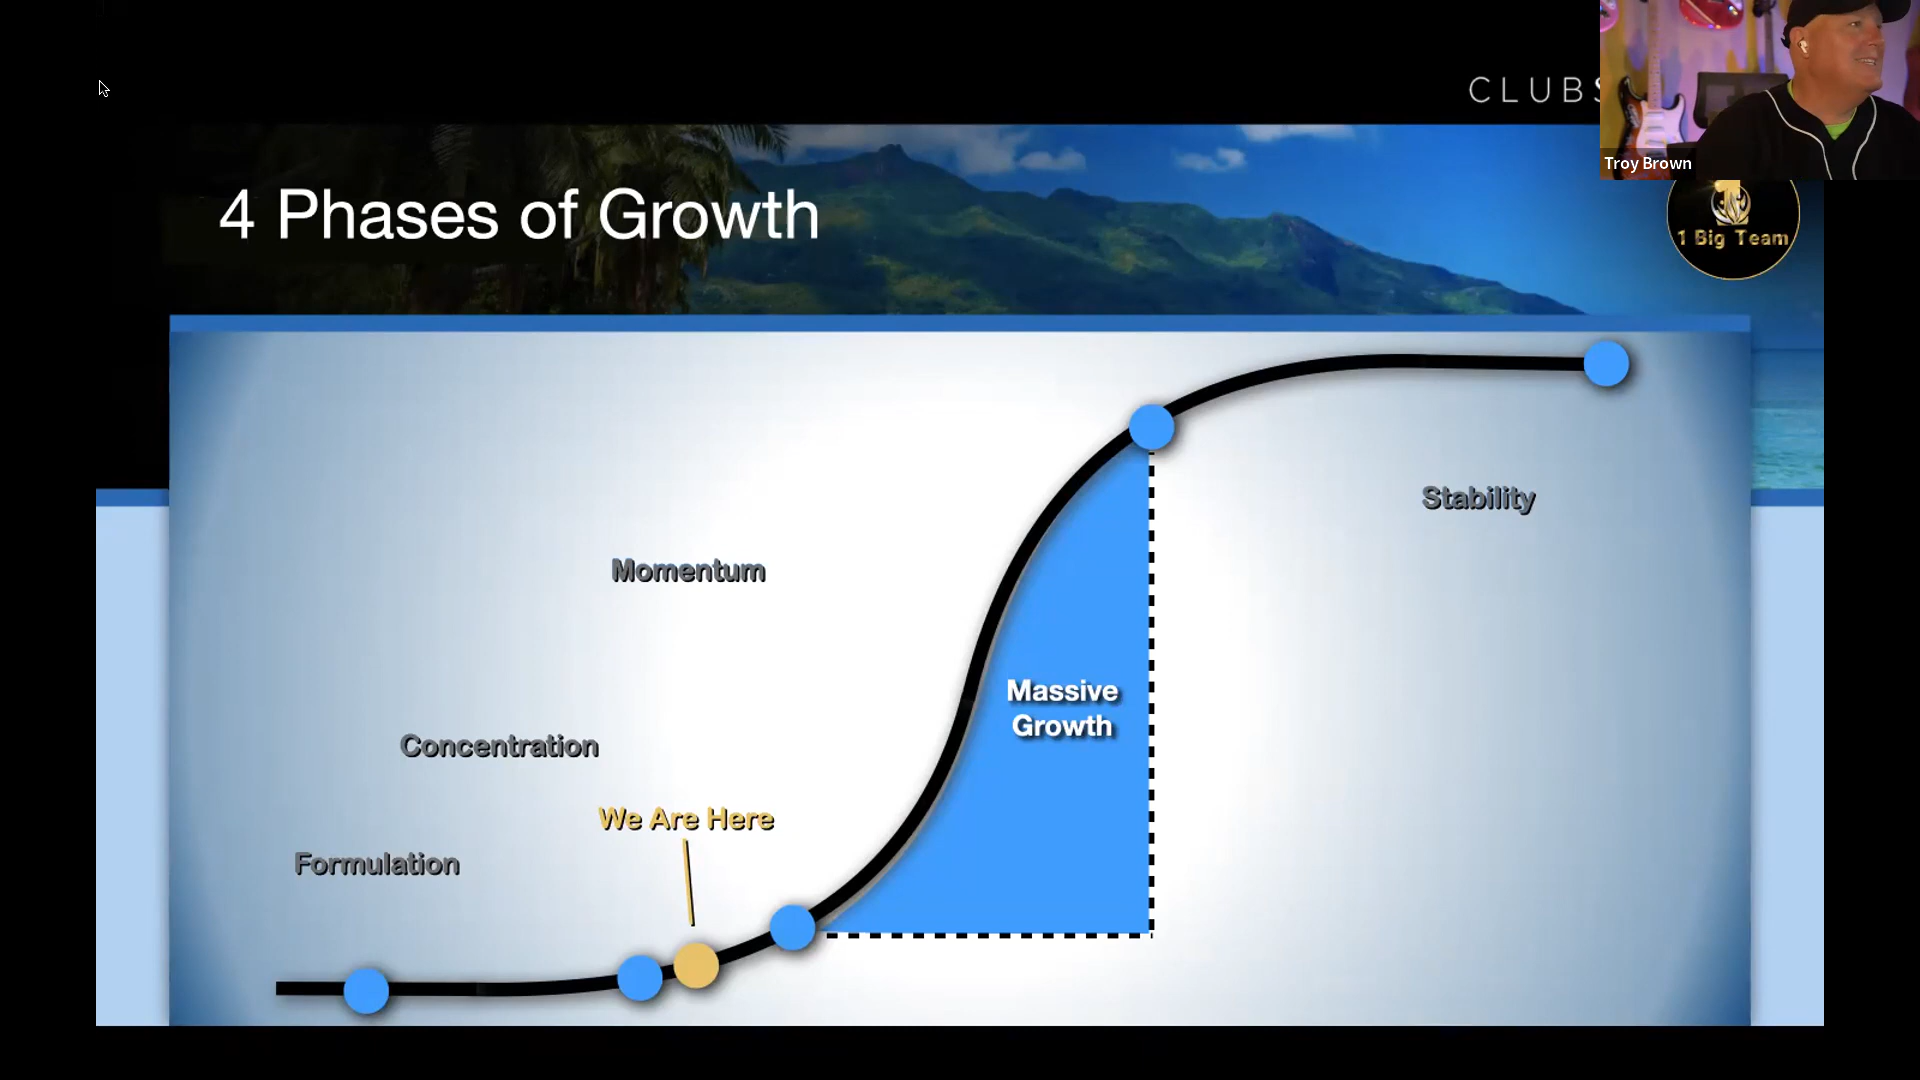 CLUBS
Troy Brown
4 Phases of Growth
1 Big Team
Stability
Momentum
Massive
Growth
Concentration
We Are Here
Formulation